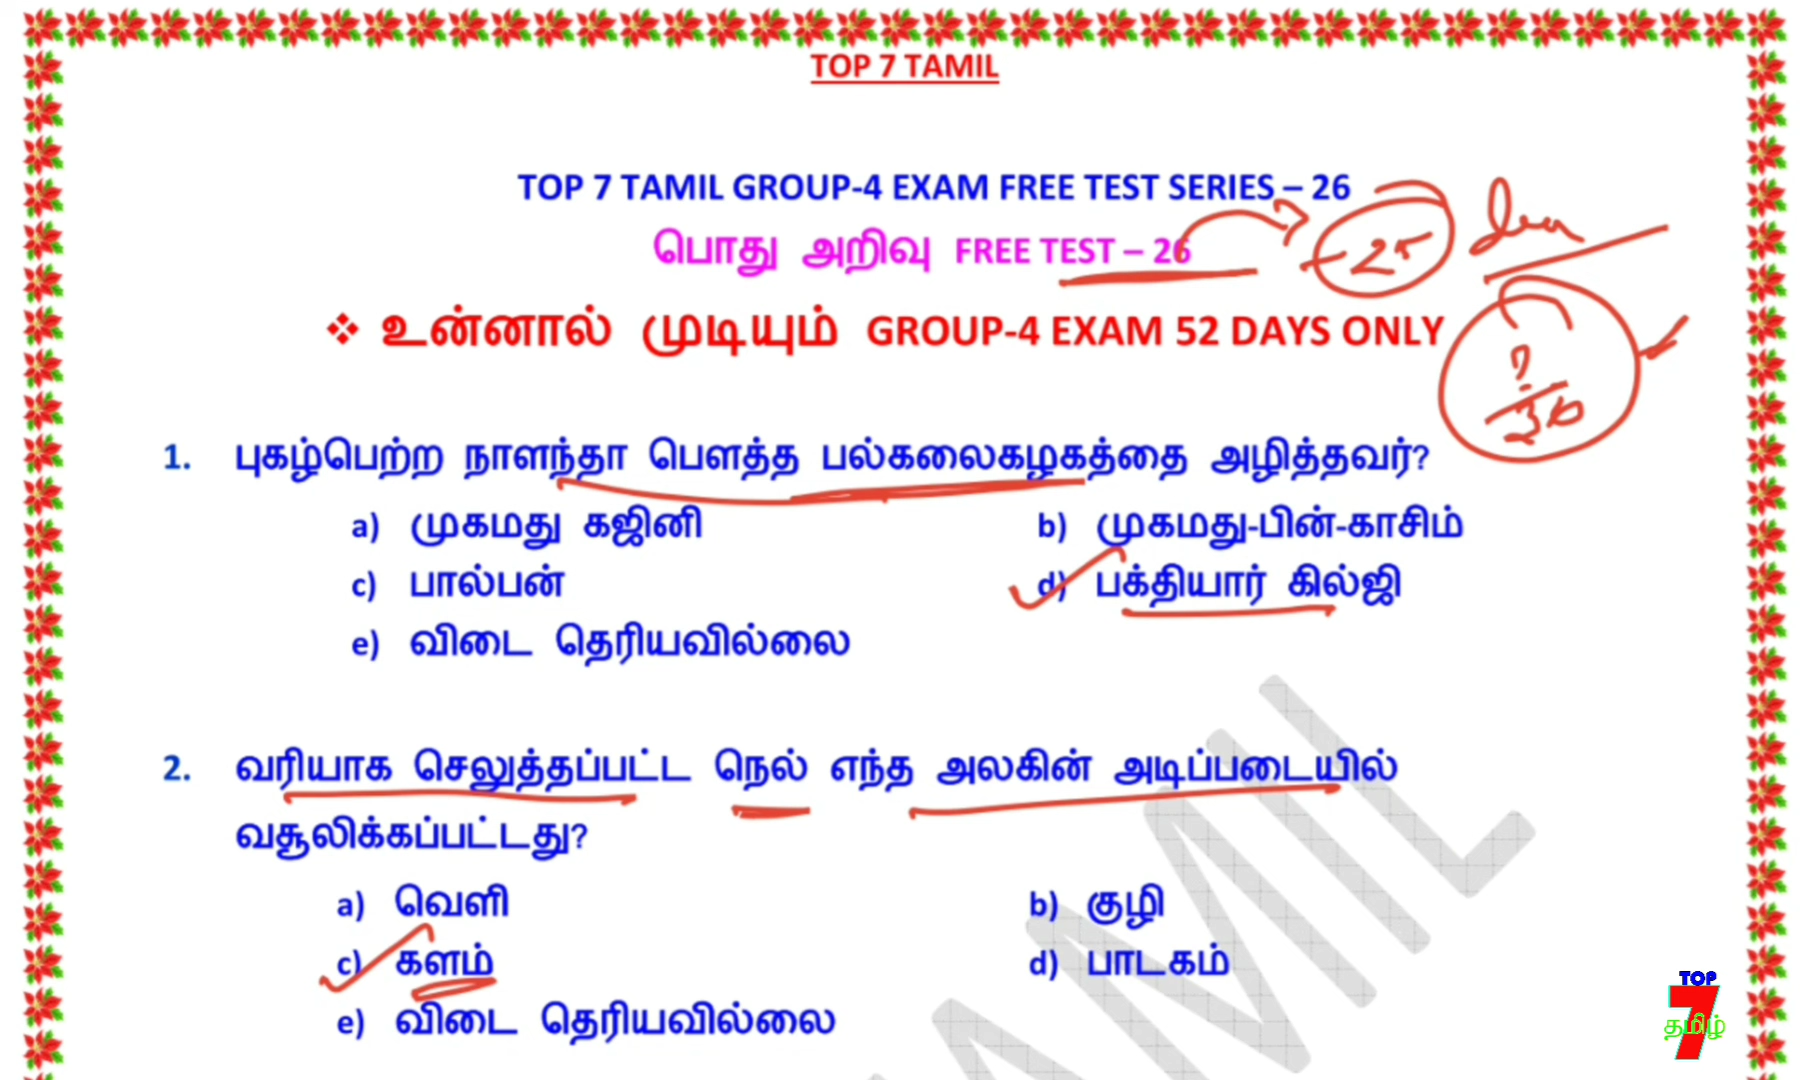 TOP 7 TAMIL
TOP 7 TAMIL GROUP-4 EXAM FREE TEST SERIES – 26
பொது அறிவு FREE TEST – 26
25
❖ உன்னால் முடியும் GROUP-4 EXAM 52 DAYS ONLY
1. புகழ்பெற்ற நாளந்தா பௌத்த பல்கலைகழகத்தை அழித்தவர்?
a) முகமது கஜினி b) முகமது-பின்-காசிம்
c) பால்பன் d) பக்தியார் கில்ஜி
e) விடை தெரியவில்லை
2. வரியாக செலுத்தப்பட்ட நெல் எந்த அலகின் அடிப்படையில்
வசூலிக்கப்பட்டது?
a) வெளி b) குழி
c) களம் d) பாடகம்
e) விடை தெரியவில்லை
TOP
7
தமிழ்